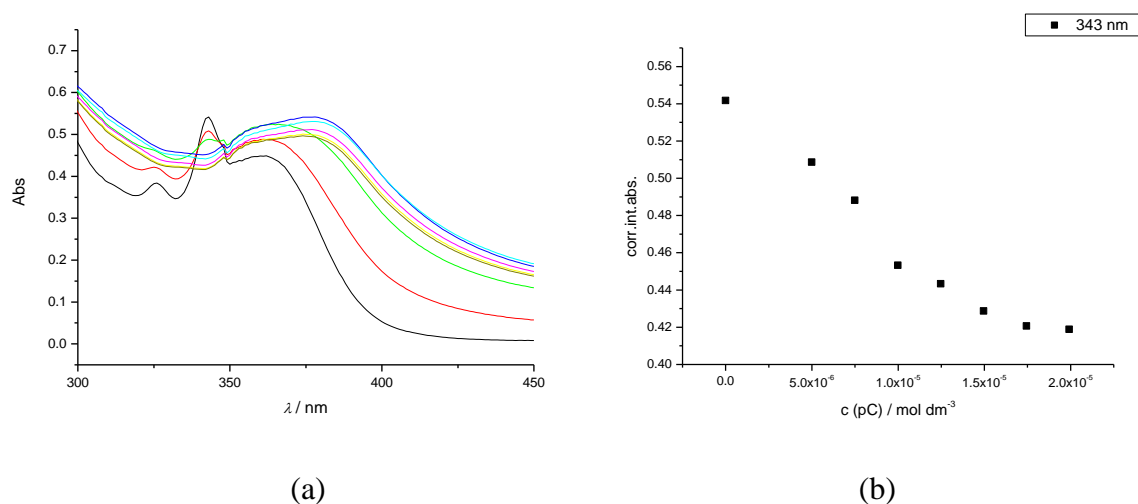 0.7
0.6
0.5
0.4
0.3
0.2
0.1
0.0
Abs
300
350
400
450
λ / nm
(a)
343 nm
0.56
0.54
0.52
0.50
0.48
0.46
0.44
0.42
0.40
corr.int.abs.
0.0
5.0x10⁻⁶
1.0x10⁻⁵
1.5x10⁻⁵
2.0x10⁻⁵
c (pC) / mol dm⁻³
(b)